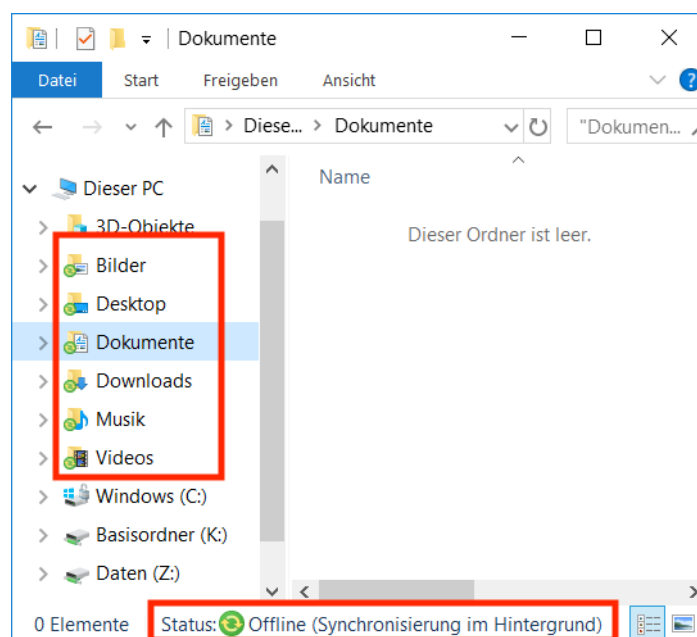 Dokumente
Datei Start Freigeben Ansicht ?
Diese... > Dokumente "Dokumen...
Dieser PC
Name
3D-Objekte
Dieser Ordner ist leer.
Bilder
Desktop
Dokumente
Downloads
Musik
Videos
Windows (C:)
Basisordner (K:)
Daten (Z:)
0 Elemente Status: Offline (Synchronisierung im Hintergrund)